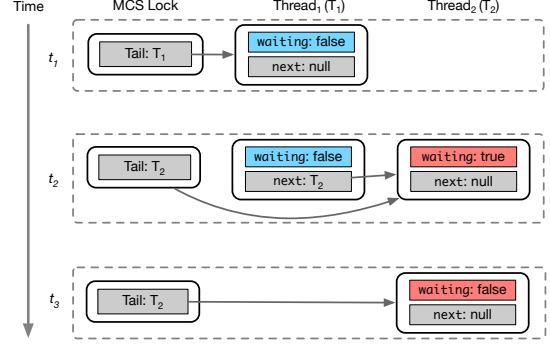 Time MCS Lock Thread₁ (T₁) Thread₂ (T₂)
t₁
Tail: T₁
waiting: false
next: null
t₂
Tail: T₂
waiting: false
next: T₂
waiting: true
next: null
t₃
Tail: T₂
waiting: false
next: null